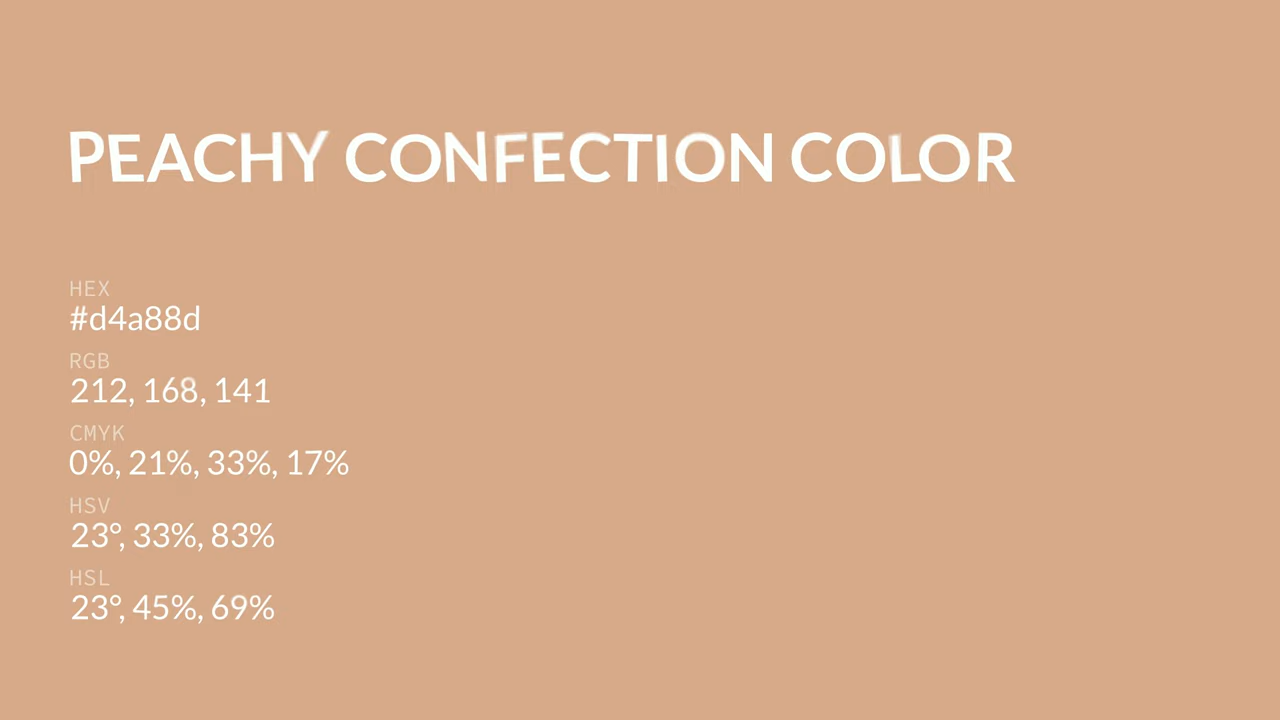 PEACHY CONFECTION COLOR
HEX
#d4a88d
RGB
212, 168, 141
CMYK
0%, 21%, 33%, 17%
HSV
23°, 33%, 83%
HSL
23°, 45%, 69%